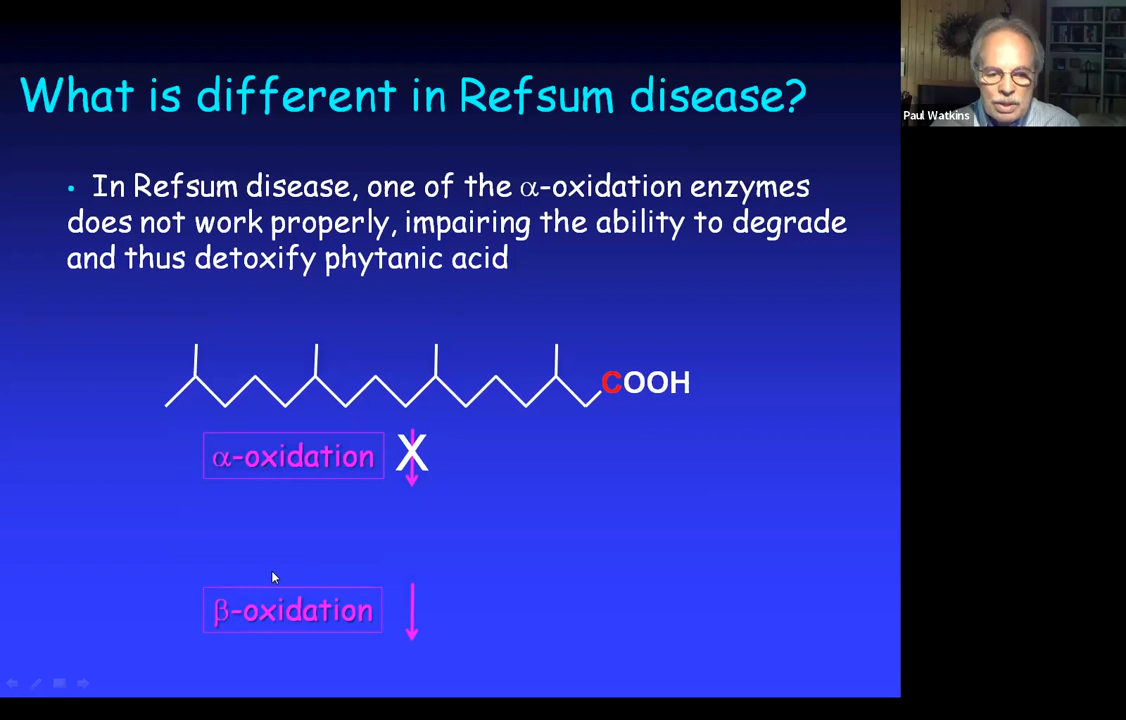 What is different in Refsum disease?
Paul Watkins
• In Refsum disease, one of the α-oxidation enzymes
does not work properly, impairing the ability to degrade
and thus detoxify phytanic acid
COOH
α-oxidation X
β-oxidation